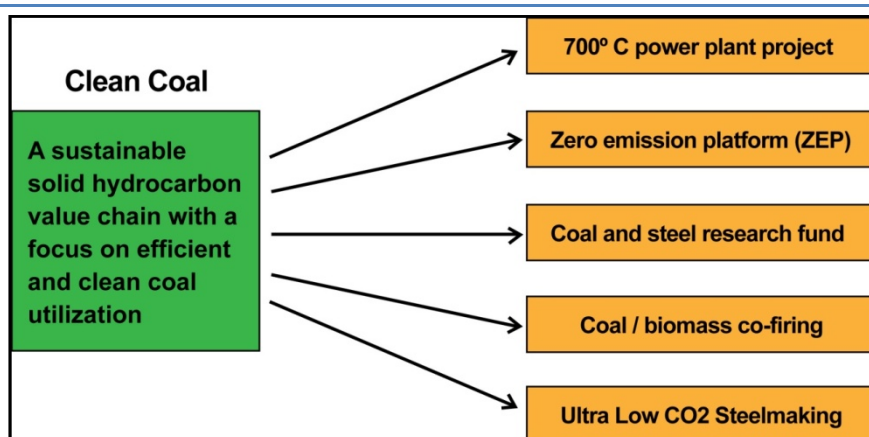 Clean Coal
A sustainable
solid hydrocarbon
value chain with a
focus on efficient
and clean coal
utilization
700º C power plant project
Zero emission platform (ZEP)
Coal and steel research fund
Coal / biomass co-firing
Ultra Low CO2 Steelmaking